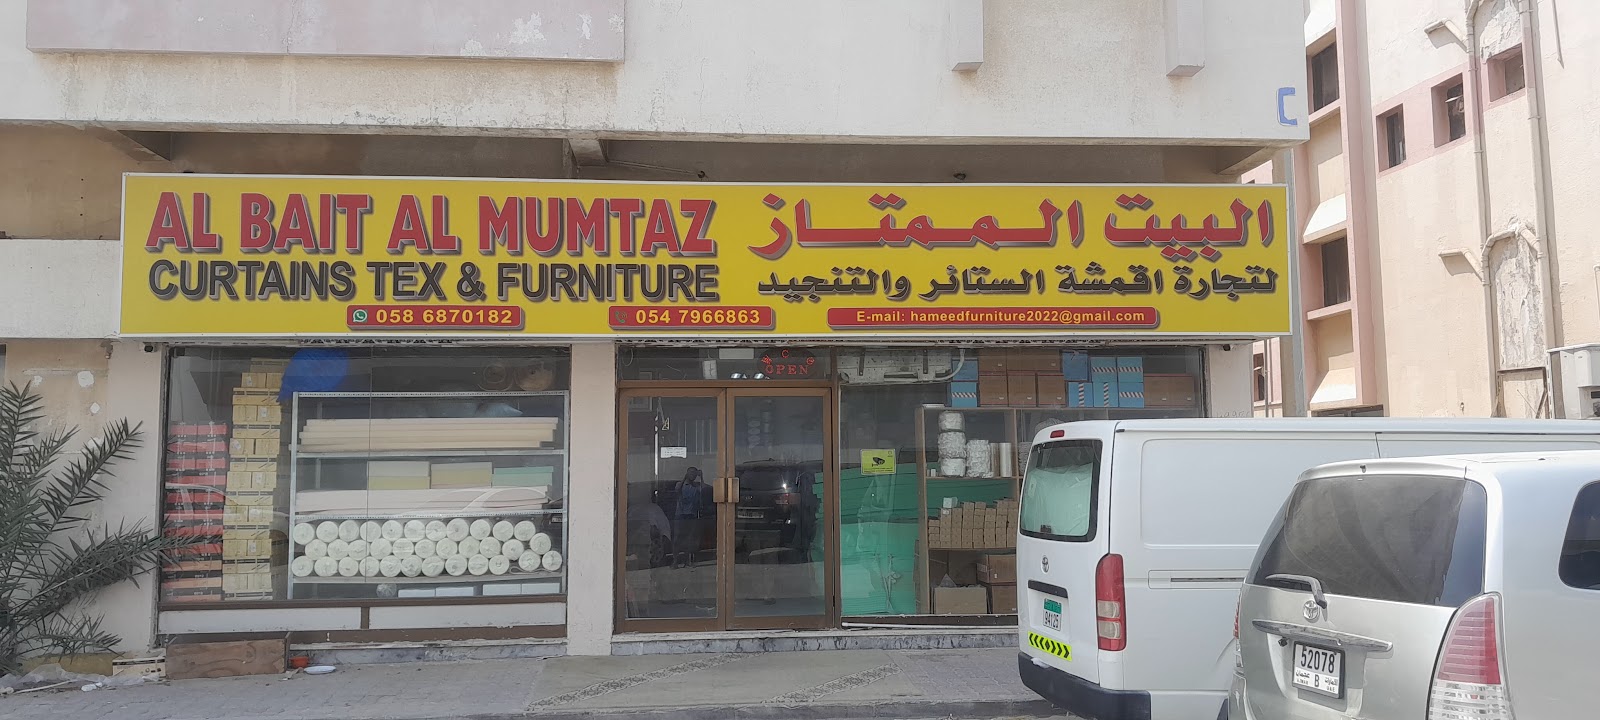 AL BAIT AL MUMTAZ
البيت الممتاز
CURTAINS TEX & FURNITURE
لتجارة اقمشة الستائر والتنجيد
058 6870182
054 7966863
E-mail: hameedfurniture2022@gmail.com
OPEN
94125
52078
B